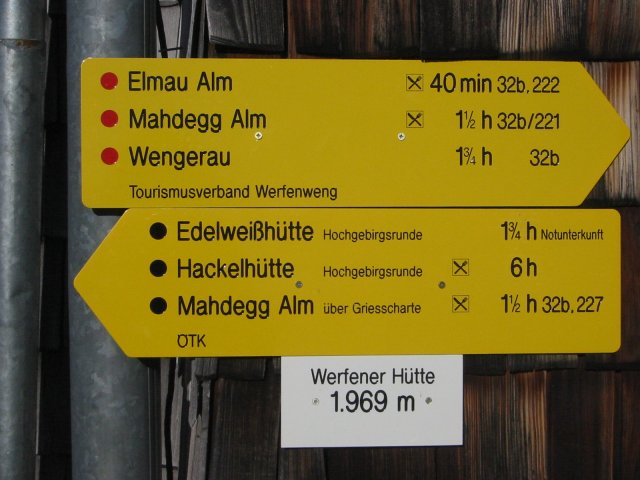 Elmau Alm 40 min 32b, 222
Mahdegg Alm 1½ h 32b/221
Wengerau 1¾ h 32b
Tourismusverband Werfenweng
Edelweißhütte Hochgebirgsrunde 1¾ h Notunterkunft
Hackelhütte Hochgebirgsrunde 6 h
Mahdegg Alm über Griesscharte 1½ h 32b, 227
ÖTK
Werfener Hütte
1.969 m